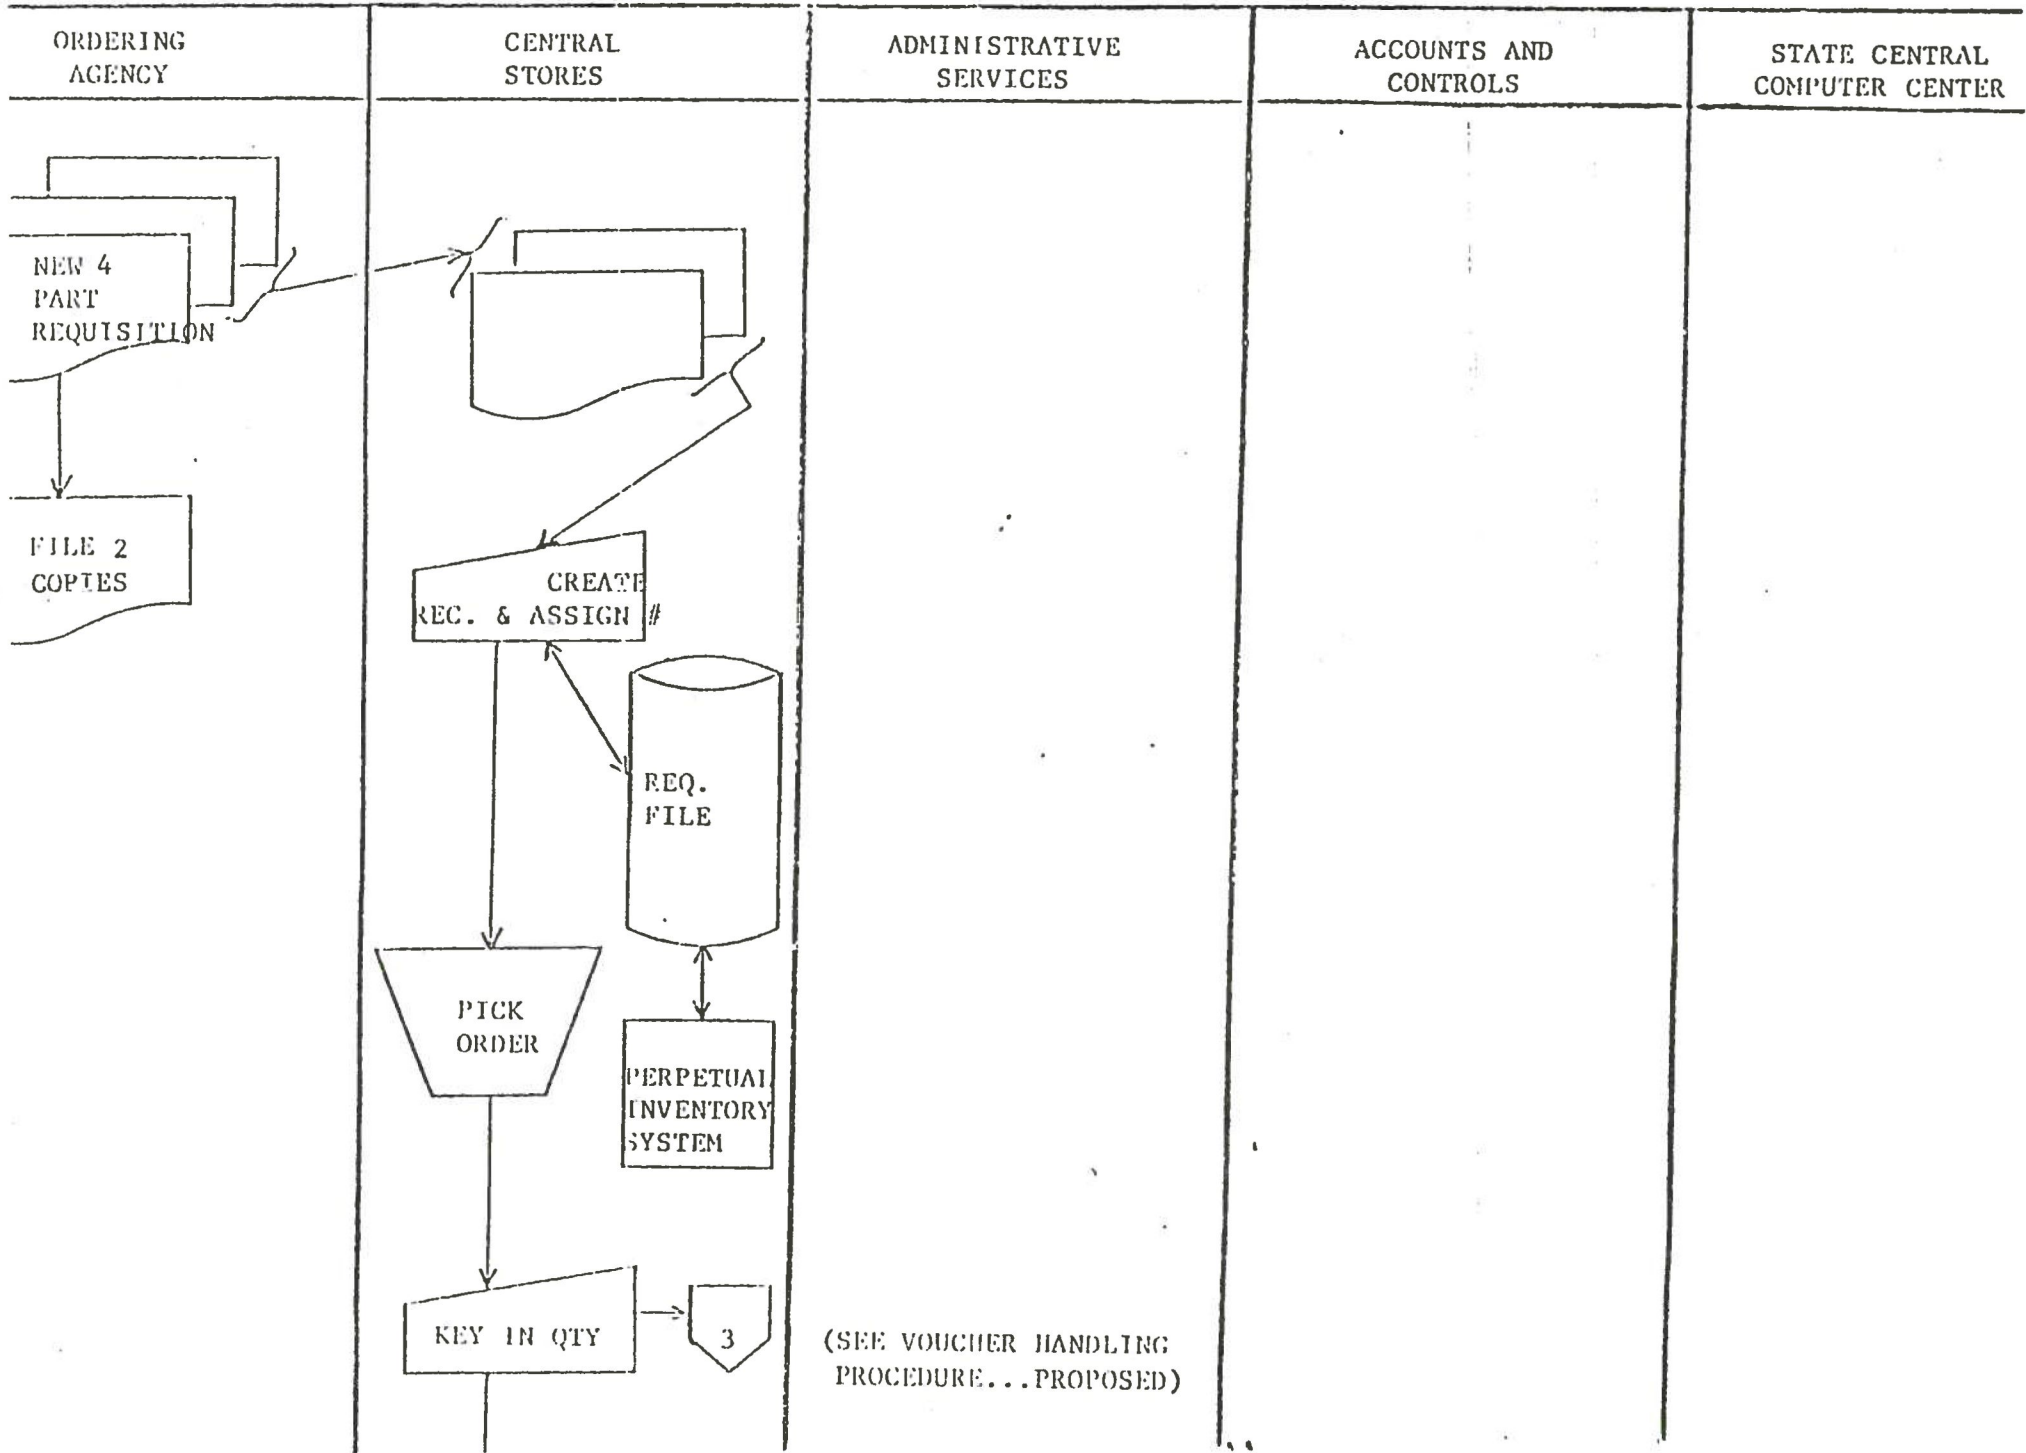 ORDERING
AGENCY
CENTRAL
STORES
ADMINISTRATIVE
SERVICES
ACCOUNTS AND
CONTROLS
STATE CENTRAL
COMPUTER CENTER
NEW 4
PART
REQUISITION
FILE 2
COPIES
CREATE
REC. & ASSIGN #
REQ.
FILE
PICK
ORDER
PERPETUAL
INVENTORY
SYSTEM
KEY IN QTY
3
(SEE VOUCHER HANDLING
PROCEDURE...PROPOSED)